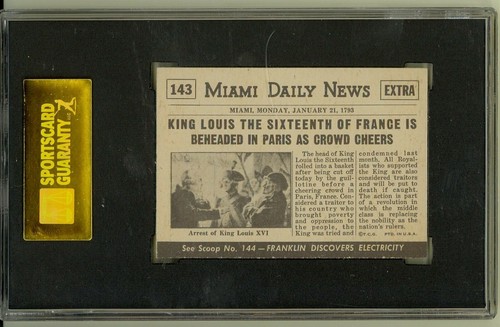 SPORTSCARD
GUARANTY
143 MIAMI DAILY NEWS EXTRA
MIAMI, MONDAY, JANUARY 21, 1793
KING LOUIS THE SIXTEENTH OF FRANCE IS
BEHEADED IN PARIS AS CROWD CHEERS
Arrest of King Louis XVI
The head of King
Louis the Sixteenth
rolled into a basket
after being cut off
today by the guil-
lotine before a
cheering crowd in
Paris, France. Con-
sidered a traitor to
his country who
brought poverty
and oppression to
the people, the
King was tried and
condemned last
month. All Royal-
ists who supported
the King are also
considered traitors
and will be put to
death if caught.
The action is part
of a revolution in
which the middle
class is replacing
the nobility as the
nation's rulers.
© T.C.G. PTD. IN U.S.A.
See Scoop No. 144—FRANKLIN DISCOVERS ELECTRICITY